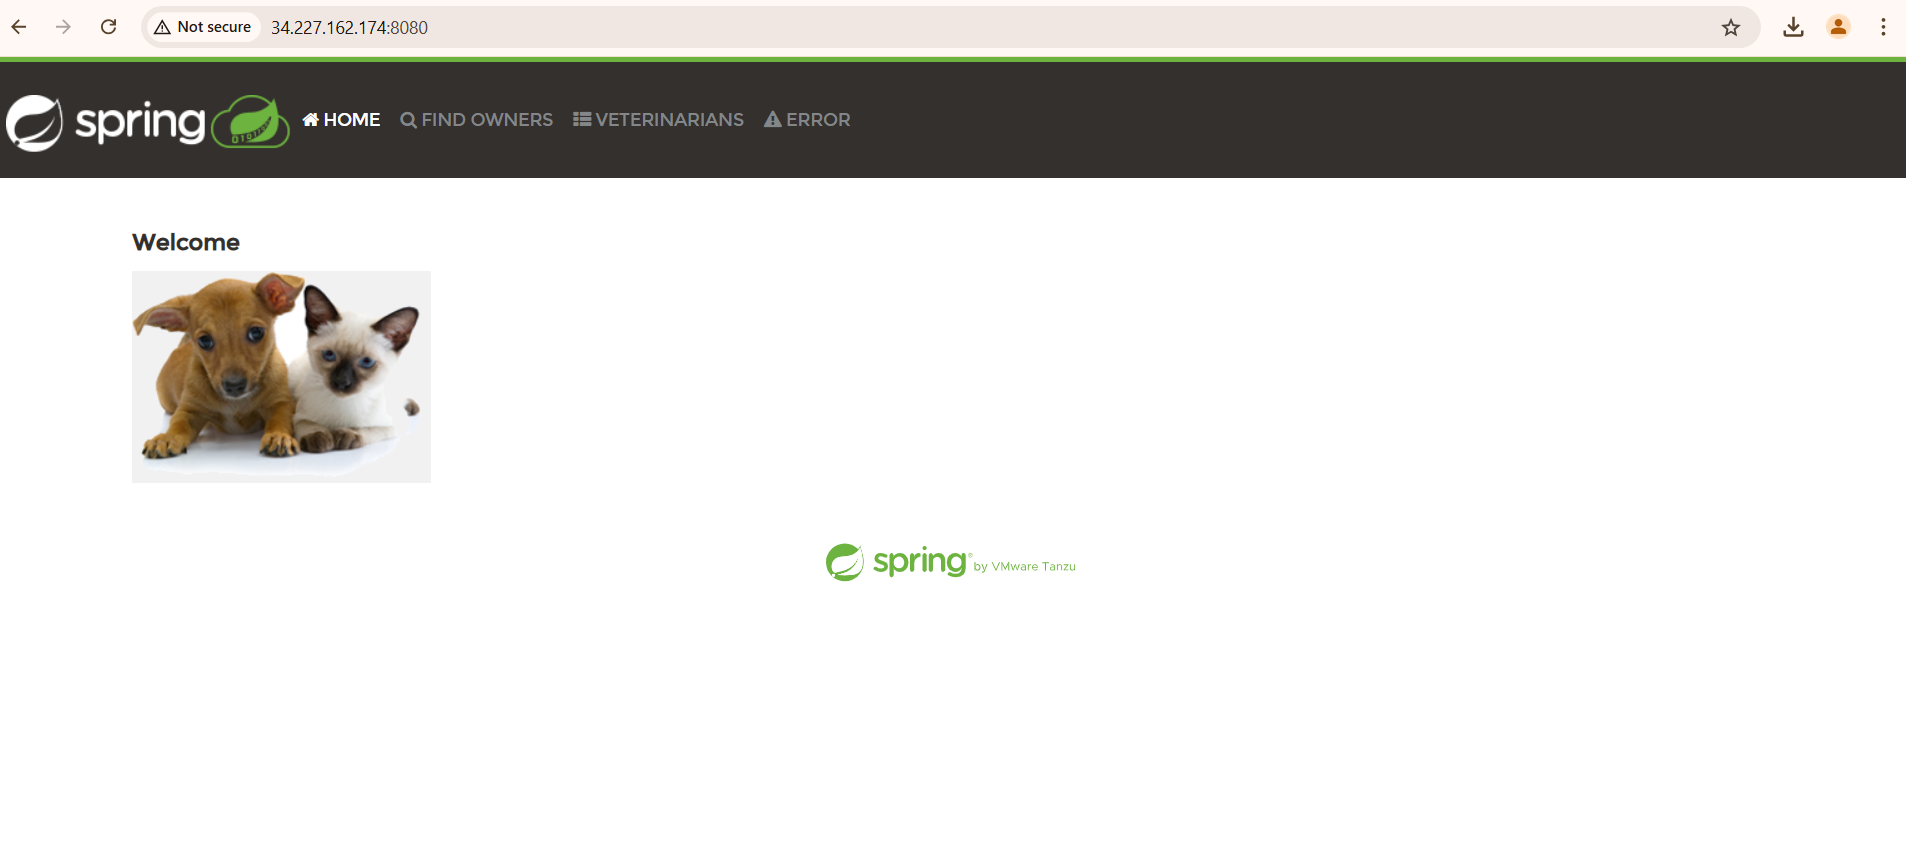 Not secure 34.227.162.174:8080
spring HOME FIND OWNERS VETERINARIANS ERROR
Welcome
spring® by VMware Tanzu